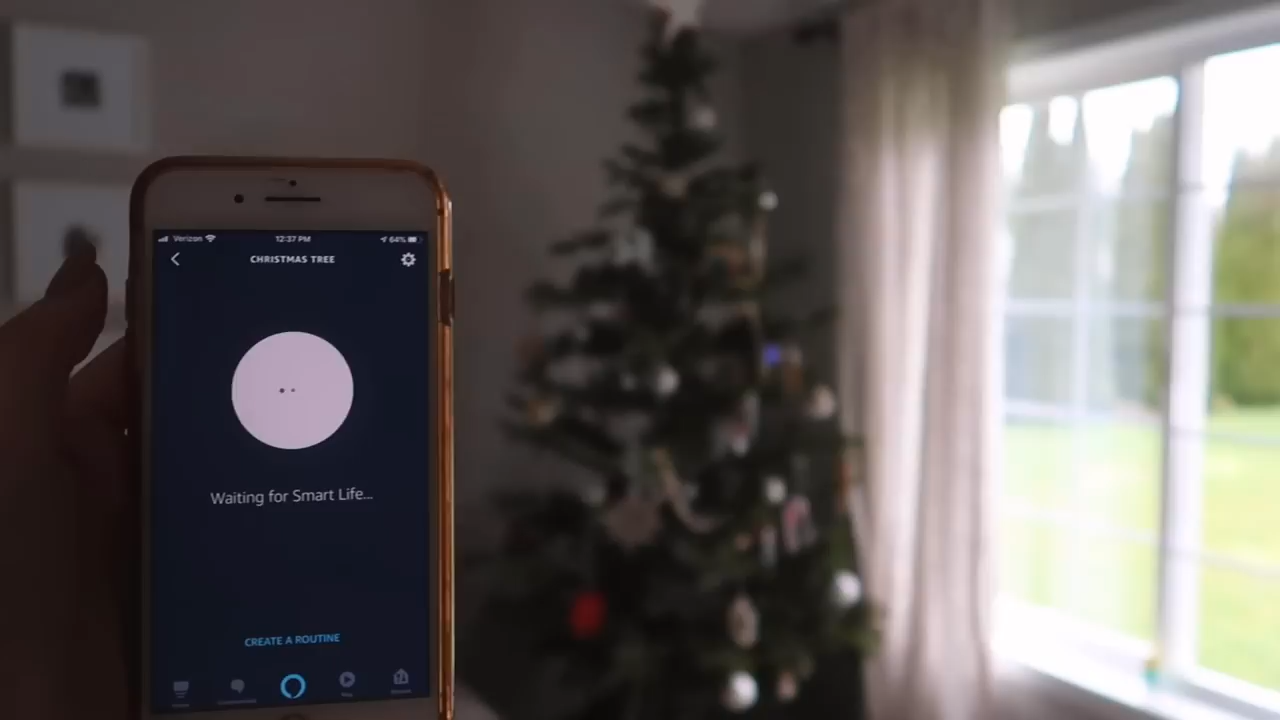 Verizon 12:37 PM 64%
CHRISTMAS TREE
Waiting for Smart Life...
CREATE A ROUTINE